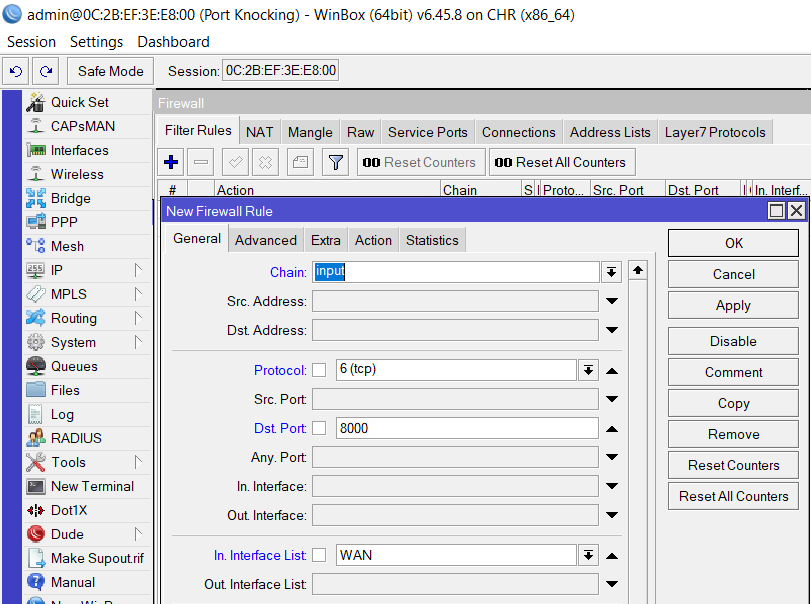 admin@0C:2B:EF:3E:E8:00 (Port Knocking) - WinBox (64bit) v6.45.8 on CHR (x86_64)
Session Settings Dashboard
Safe Mode Session: 0C:2B:EF:3E:E8:00
Quick Set
CAPsMAN
Interfaces
Wireless
Bridge
PPP
Mesh
IP
MPLS
Routing
System
Queues
Files
Log
RADIUS
Tools
New Terminal
Dot1X
Dude
Make Supout.rif
Manual
Firewall
Filter Rules NAT Mangle Raw Service Ports Connections Address Lists Layer7 Protocols
00 Reset Counters 00 Reset All Counters
# Action Chain Proto... Src. Port Dst. Port In. Interf...
New Firewall Rule
General Advanced Extra Action Statistics
Chain: input
Src. Address:
Dst. Address:
Protocol: 6 (tcp)
Src. Port:
Dst. Port: 8000
Any. Port:
In. Interface:
Out. Interface:
In. Interface List: WAN
Out. Interface List:
OK
Cancel
Apply
Disable
Comment
Copy
Remove
Reset Counters
Reset All Counters